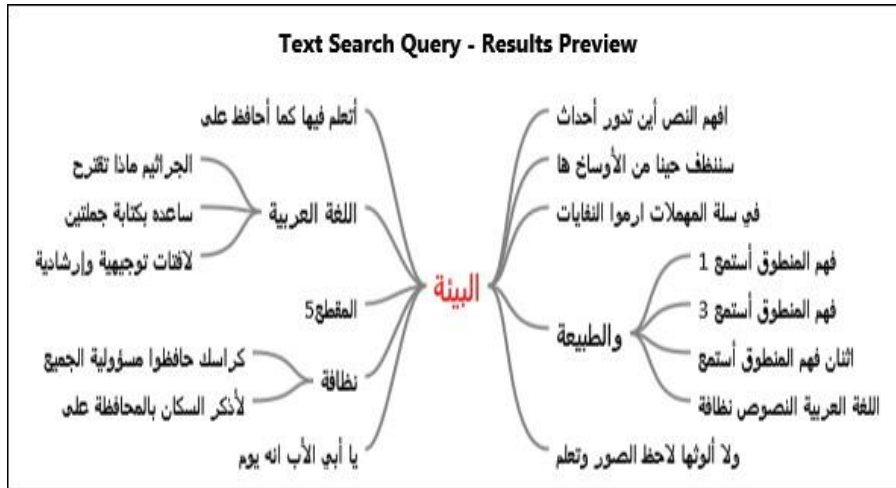 Text Search Query - Results Preview
أتعلم فيها كما أحافظ على
الجراثيم ماذا تقترح
ساعده بكتابة جملتين
لافتات توجيهية وإرشادية
اللغة العربية
المقطع5
كراسك حافظوا مسؤولية الجميع
لأذكر السكان بالمحافظة على
نظافة
يا أبي الأب انه يوم
البيئة
افهم النص أين تدور أحداث
سننظف حينا من الأوساخ ها
في سلة المهملات ارموا النفايات
والطبيعة
فهم المنطوق أستمع 1
فهم المنطوق أستمع 3
اثنان فهم المنطوق أستمع
اللغة العربية النصوص نظافة
ولا ألوثها لاحظ الصور وتعلم